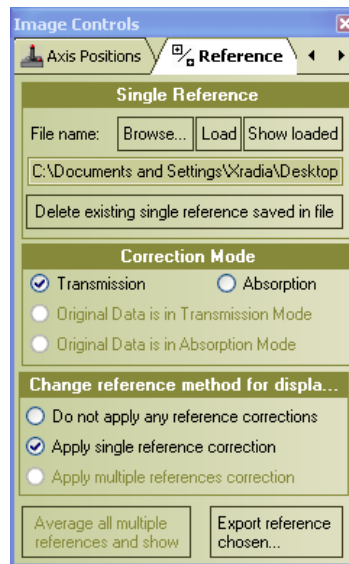 Image Controls
Axis Positions
Reference
Single Reference
File name: Browse... Load Show loaded
C:\Documents and Settings\Xradia\Desktop
Delete existing single reference saved in file
Correction Mode
Transmission Absorption
Original Data is in Transmission Mode
Original Data is in Absorption Mode
Change reference method for displa...
Do not apply any reference corrections
Apply single reference correction
Apply multiple references correction
Average all multiple
references and show
Export reference
chosen...